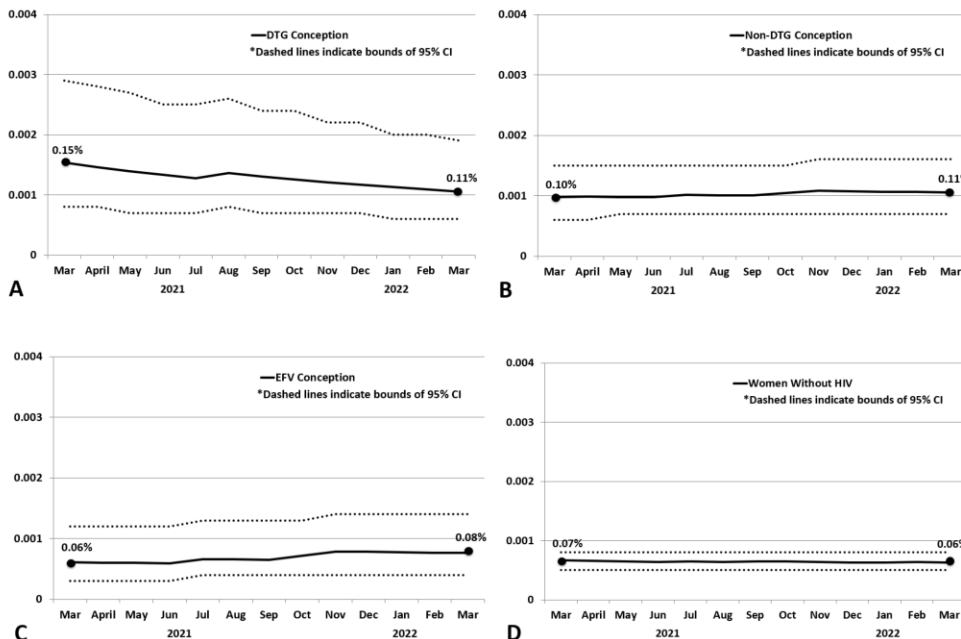 0.004
DTG Conception
*Dashed lines indicate bounds of 95% CI
0.003
0.002
0.15%
0.11%
0.001
0
Mar April May Jun Jul Aug Sep Oct Nov Dec Jan Feb Mar
2021 2022
A
0.004
Non-DTG Conception
*Dashed lines indicate bounds of 95% CI
0.003
0.002
0.10%
0.11%
0.001
0
Mar April May Jun Jul Aug Sep Oct Nov Dec Jan Feb Mar
2021 2022
B
0.004
EFV Conception
*Dashed lines indicate bounds of 95% CI
0.003
0.002
0.001
0.06%
0.08%
0
Mar April May Jun Jul Aug Sep Oct Nov Dec Jan Feb Mar
2021 2022
C
0.004
Women Without HIV
*Dashed lines indicate bounds of 95% CI
0.003
0.002
0.001
0.07%
0.06%
0
Mar April May Jun Jul Aug Sep Oct Nov Dec Jan Feb Mar
2021 2022
D